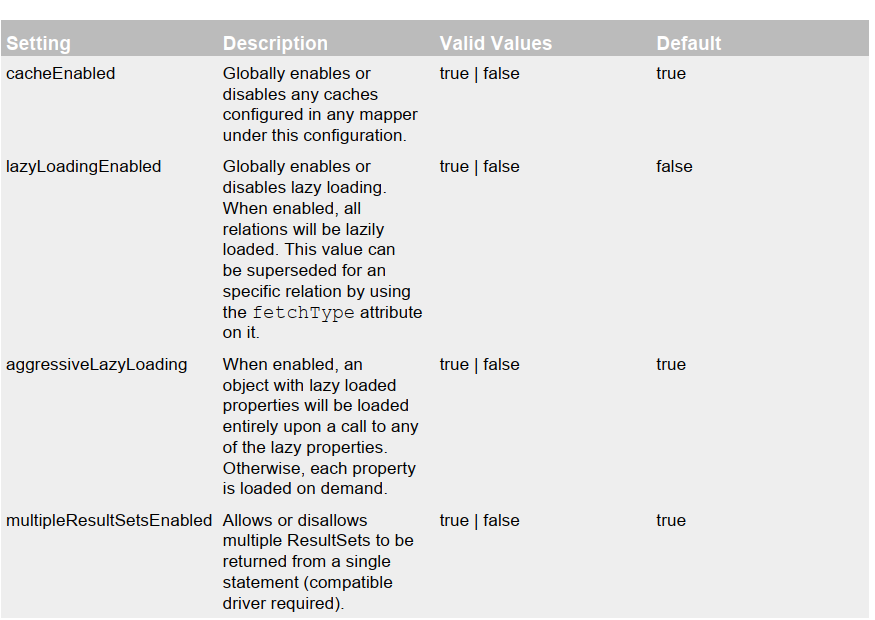 Setting Description Valid Values Default
cacheEnabled Globally enables or true | false true
disables any caches
configured in any mapper
under this configuration.
lazyLoadingEnabled Globally enables or true | false false
disables lazy loading.
When enabled, all
relations will be lazily
loaded. This value can
be superseded for an
specific relation by using
the fetchType attribute
on it.
aggressiveLazyLoading When enabled, an true | false true
object with lazy loaded
properties will be loaded
entirely upon a call to any
of the lazy properties.
Otherwise, each property
is loaded on demand.
multipleResultSetsEnabled Allows or disallows true | false true
multiple ResultSets to be
returned from a single
statement (compatible
driver required).